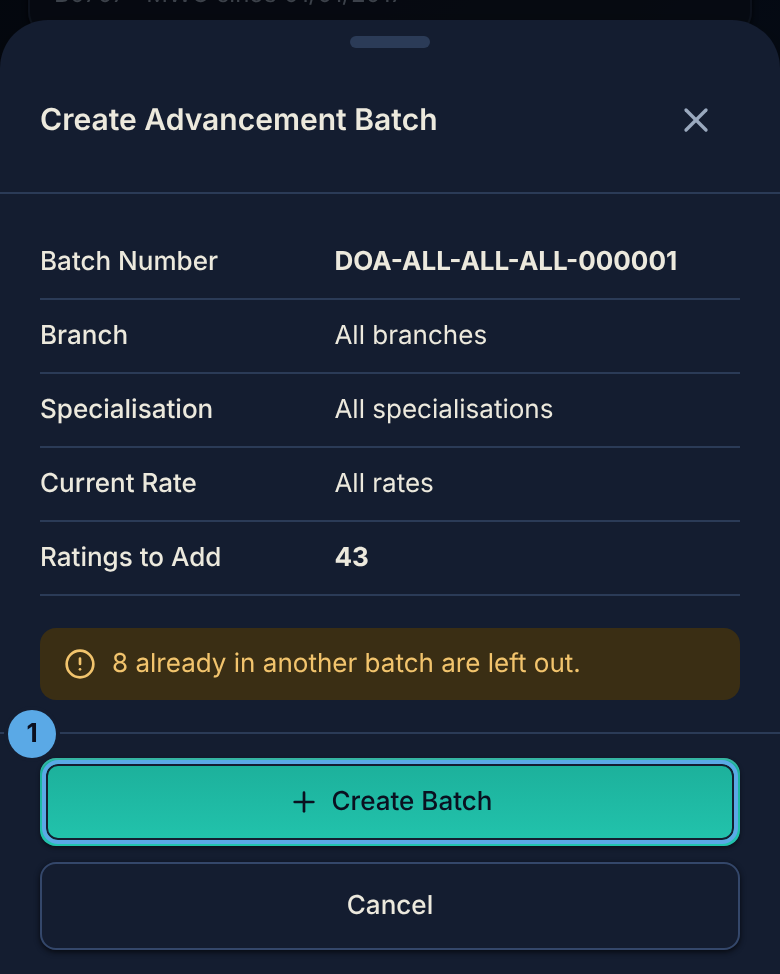 Create Advancement Batch
Batch Number DOA-ALL-ALL-ALL-000001
Branch All branches
Specialisation All specialisations
Current Rate All rates
Ratings to Add 43
8 already in another batch are left out.
1
+ Create Batch
Cancel